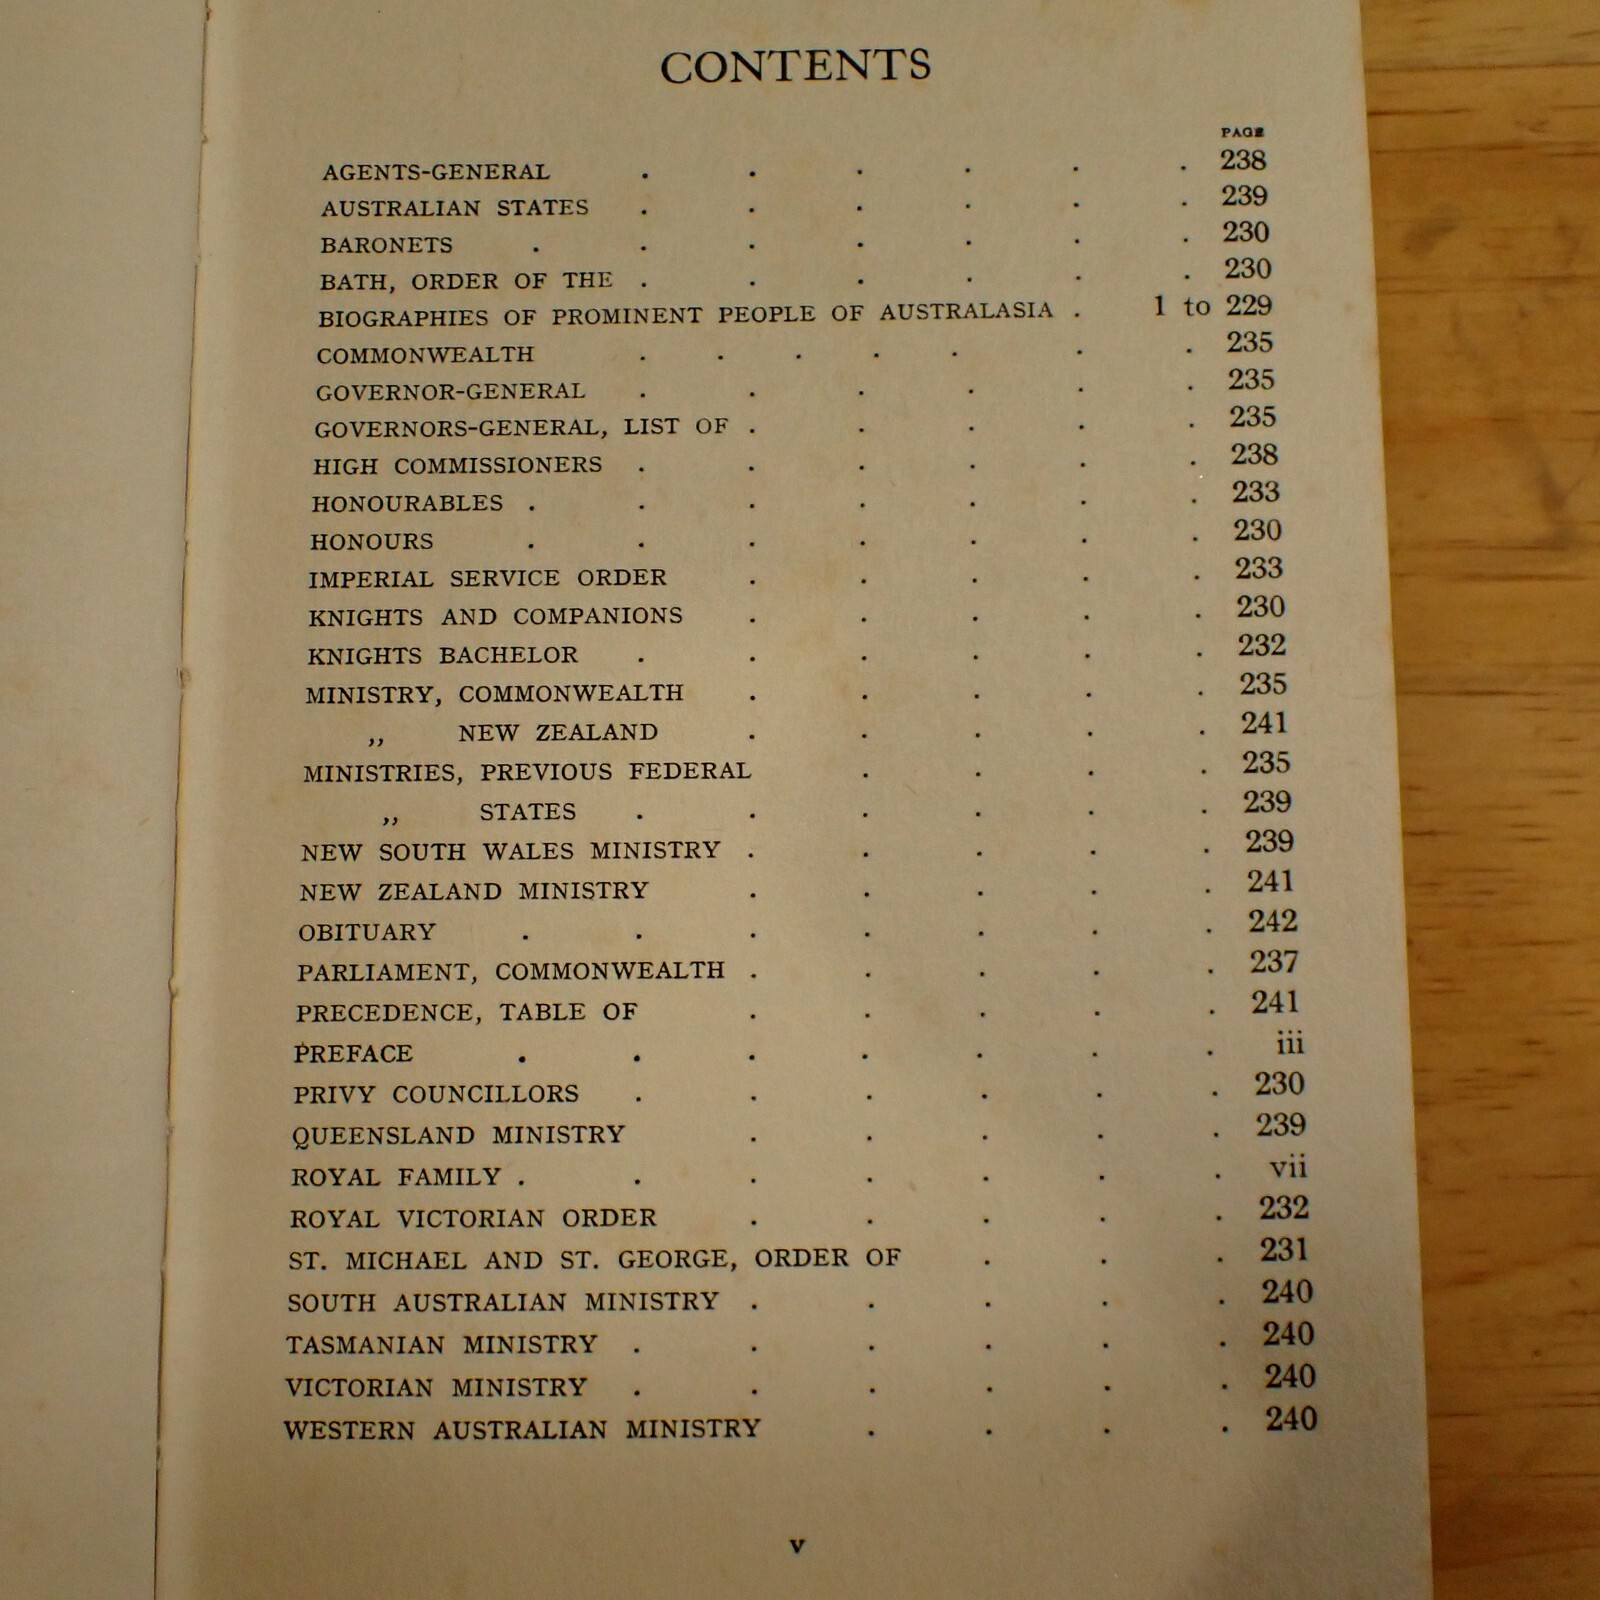 CONTENTS
PAGE
AGENTS-GENERAL . . . . . . 238
AUSTRALIAN STATES . . . . . . 239
BARONETS . . . . . . . 230
BATH, ORDER OF THE . . . . . . 230
BIOGRAPHIES OF PROMINENT PEOPLE OF AUSTRALASIA . 1 to 229
COMMONWEALTH . . . . . . . 235
GOVERNOR-GENERAL . . . . . . 235
GOVERNORS-GENERAL, LIST OF . . . . . 235
HIGH COMMISSIONERS . . . . . . 238
HONOURABLES . . . . . . . 233
HONOURS . . . . . . . 230
IMPERIAL SERVICE ORDER . . . . . 233
KNIGHTS AND COMPANIONS . . . . . 230
KNIGHTS BACHELOR . . . . . . 232
MINISTRY, COMMONWEALTH . . . . . 235
,, NEW ZEALAND . . . . . 241
MINISTRIES, PREVIOUS FEDERAL . . . . 235
,, STATES . . . . . . 239
NEW SOUTH WALES MINISTRY . . . . . 239
NEW ZEALAND MINISTRY . . . . . 241
OBITUARY . . . . . . . 242
PARLIAMENT, COMMONWEALTH . . . . . 237
PRECEDENCE, TABLE OF . . . . . 241
PREFACE . . . . . . . iii
PRIVY COUNCILLORS . . . . . . 230
QUEENSLAND MINISTRY . . . . . 239
ROYAL FAMILY . . . . . . . vii
ROYAL VICTORIAN ORDER . . . . . 232
ST. MICHAEL AND ST. GEORGE, ORDER OF . . . 231
SOUTH AUSTRALIAN MINISTRY . . . . . 240
TASMANIAN MINISTRY . . . . . . 240
VICTORIAN MINISTRY . . . . . . 240
WESTERN AUSTRALIAN MINISTRY . . . . 240
v